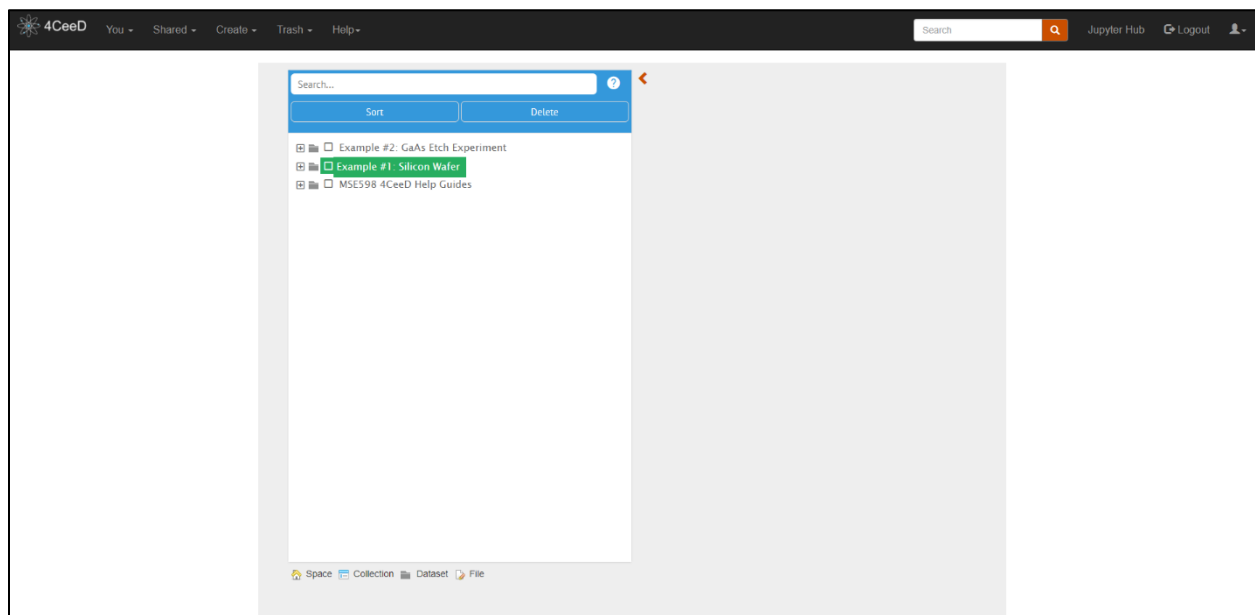 4CeeD You Shared Create Trash Help Search Jupyter Hub Logout
Search...
Sort Delete
Example #2: GaAs Etch Experiment
Example #1: Silicon Wafer
MSE598 4CeeD Help Guides
Space Collection Dataset File